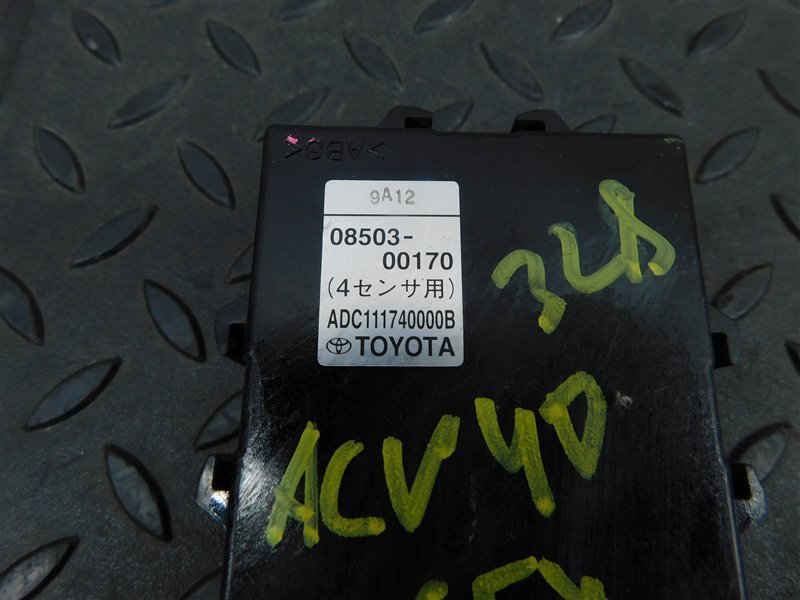 >ABS<
9A12
08503-
00170
(4センサ用)
ADC111740000B
TOYOTA
ACV40